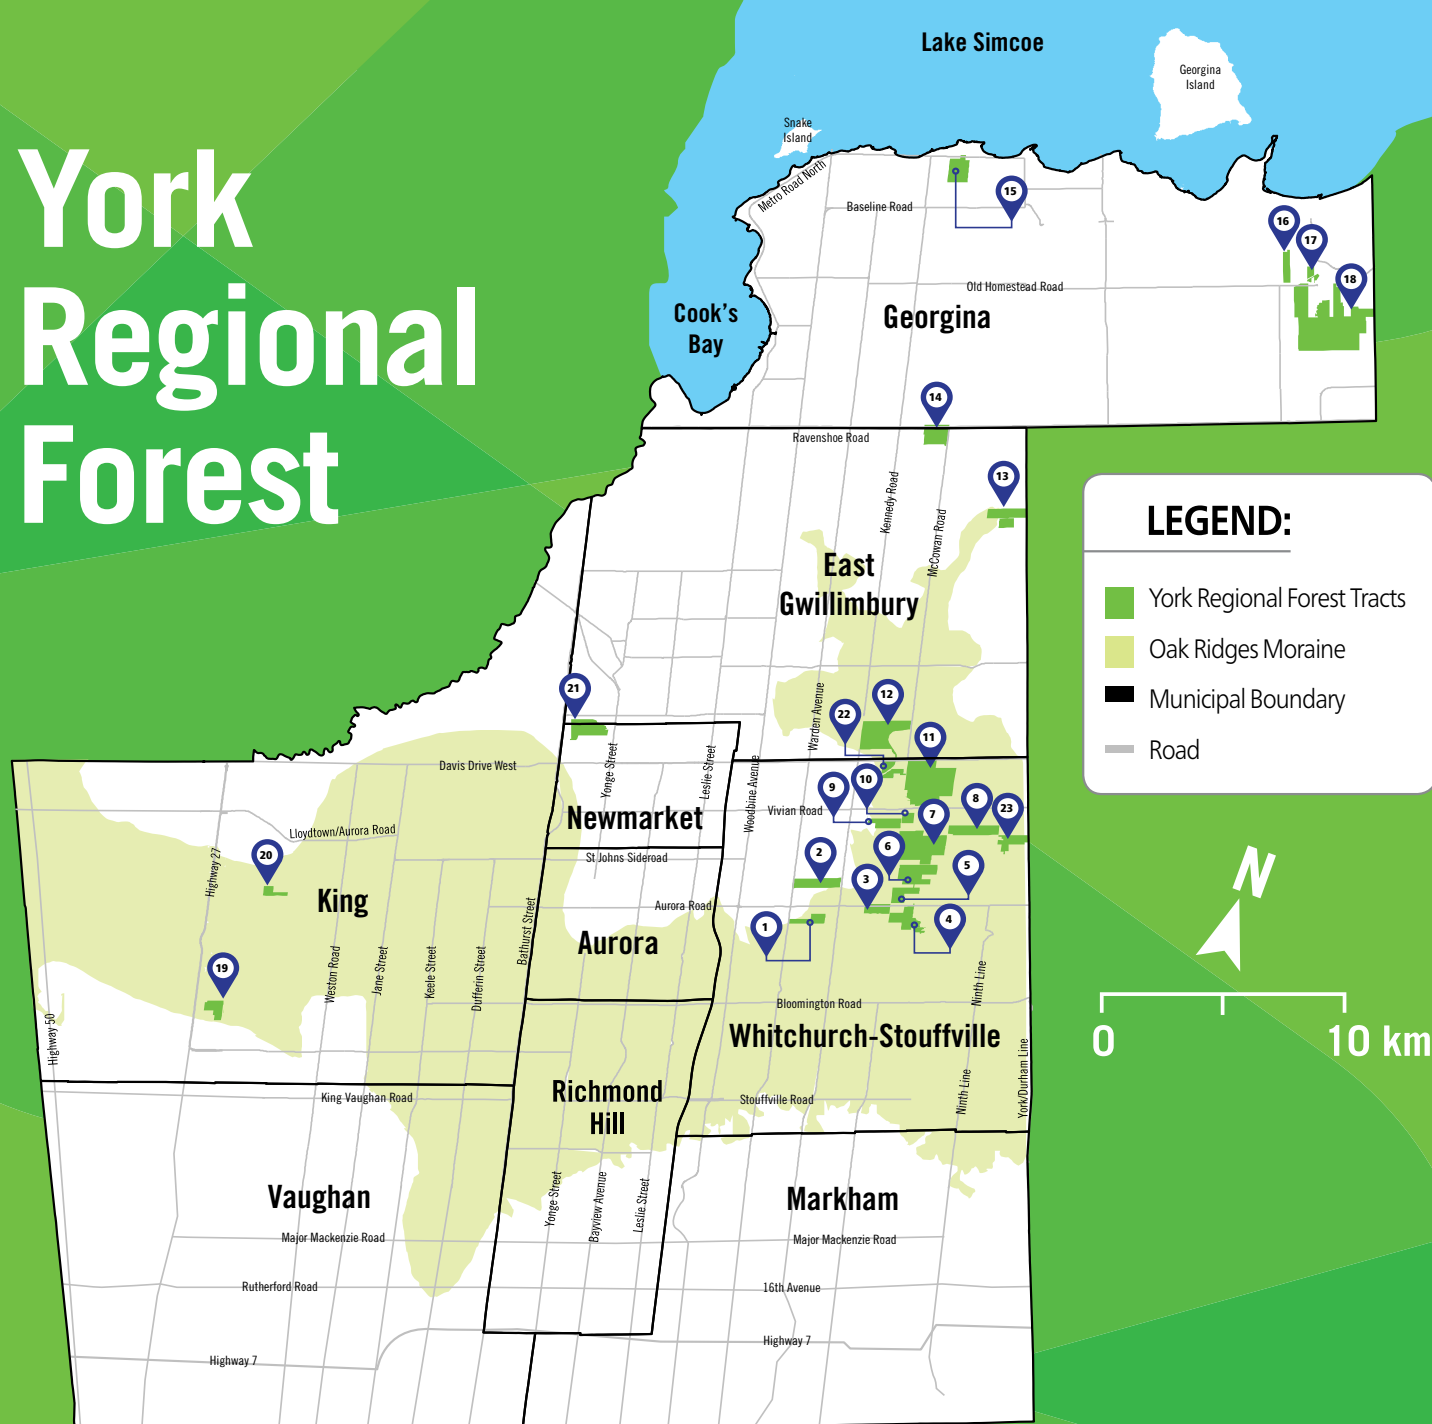 York
Regional
Forest
Lake Simcoe
Georgina
Island
Snake
Island
Metro Road North
15
Baseline Road
16
17
18
Old Homestead Road
Cook's
Bay
Georgina
14
Ravenshoe Road
13
Kennedy Road
McCowan Road
East
Gwillimbury
LEGEND:
York Regional Forest Tracts
Oak Ridges Moraine
Municipal Boundary
Road
21
12
22
11
Warden Avenue
Yonge Street
Leslie Street
Woodbine Avenue
Davis Drive West
9
10
8
23
7
Vivian Road
Newmarket
Lloydtown/Aurora Road
20
Highway 27
St Johns Sideroad
2
6
5
3
King
Aurora Road
Bathurst Street
Aurora
1
4
19
Weston Road
Jane Street
Keele Street
Dufferin Street
Ninth Line
Bloomington Road
Whitchurch-Stouffville
Highway 50
N
0
10 km
Richmond
Hill
King Vaughan Road
Stouffville Road
Ninth Line
York/Durham Line
Vaughan
Yonge Street
Bayview Avenue
Leslie Street
Markham
Major Mackenzie Road
Major Mackenzie Road
Rutherford Road
16th Avenue
Highway 7
Highway 7